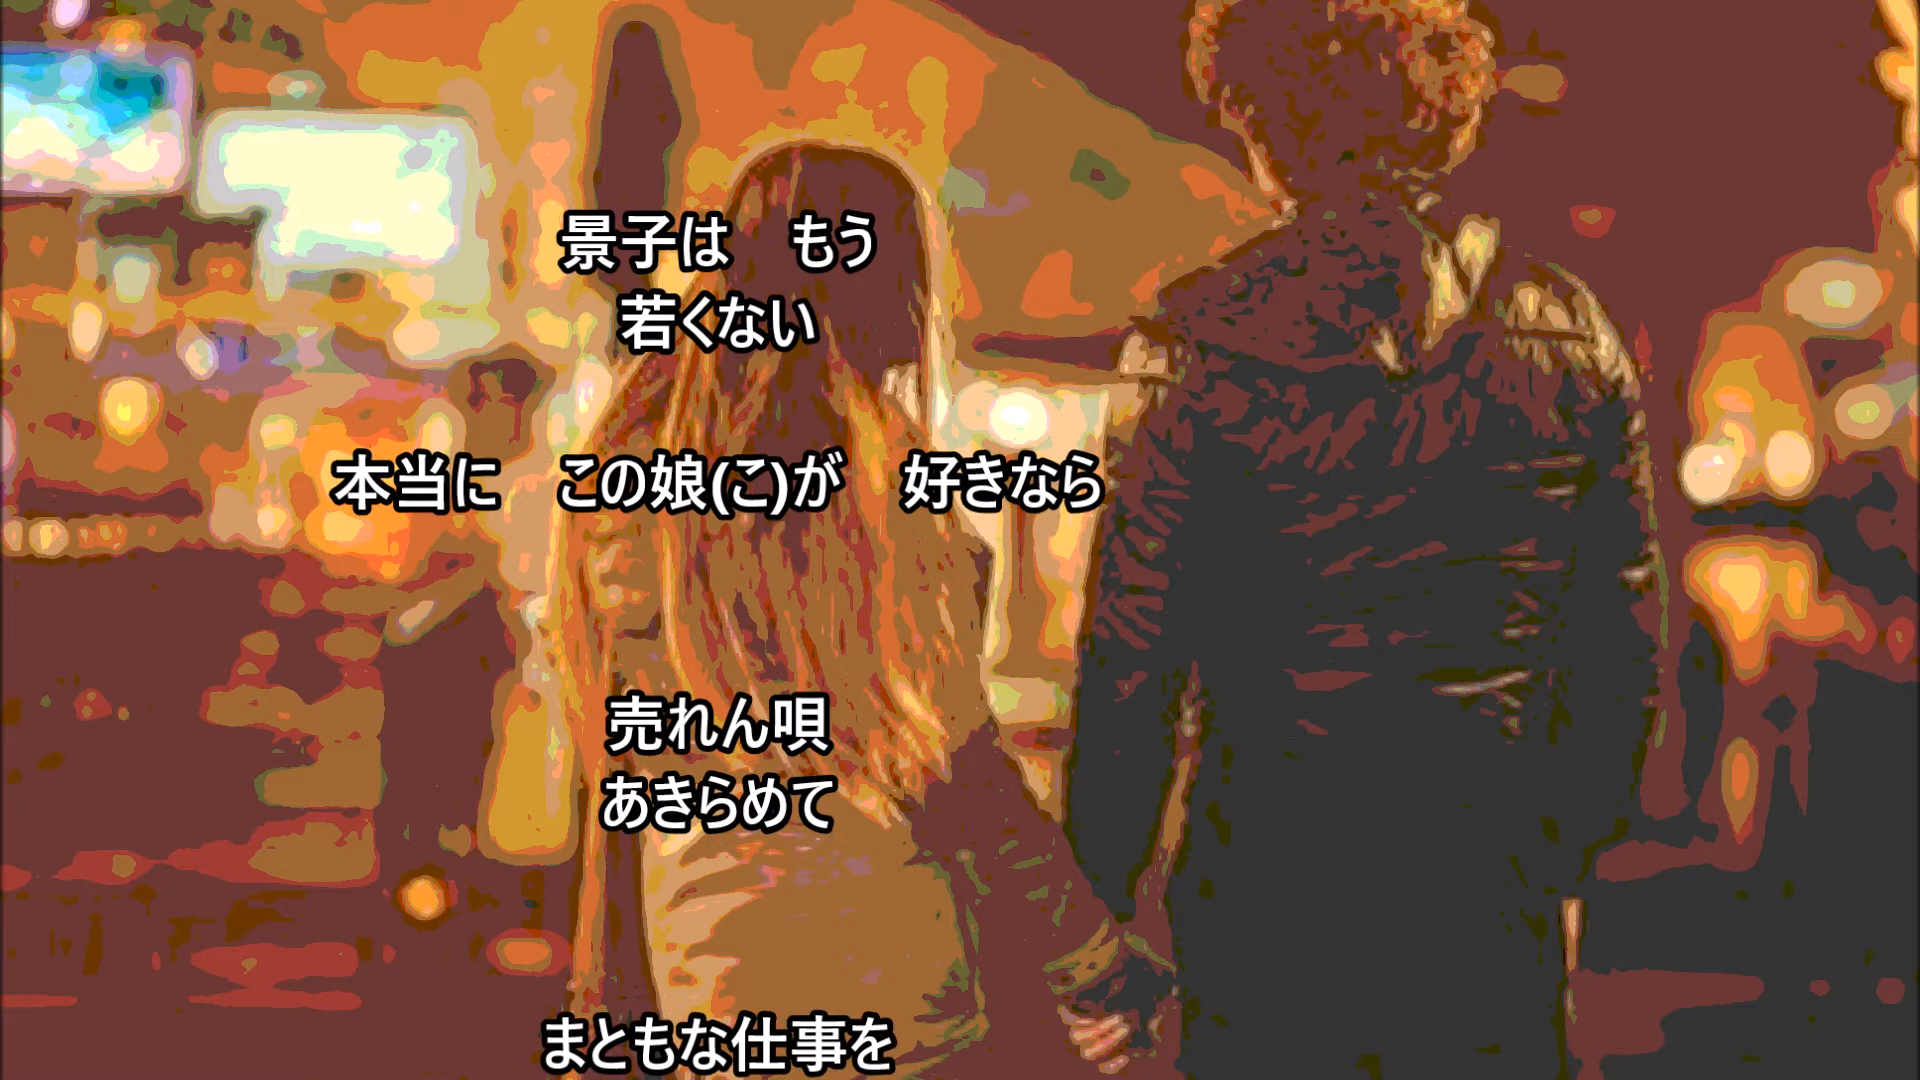 景子は　もう
若くない
本当に　この娘(こ)が　好きなら
売れん唄
あきらめて
まともな仕事を